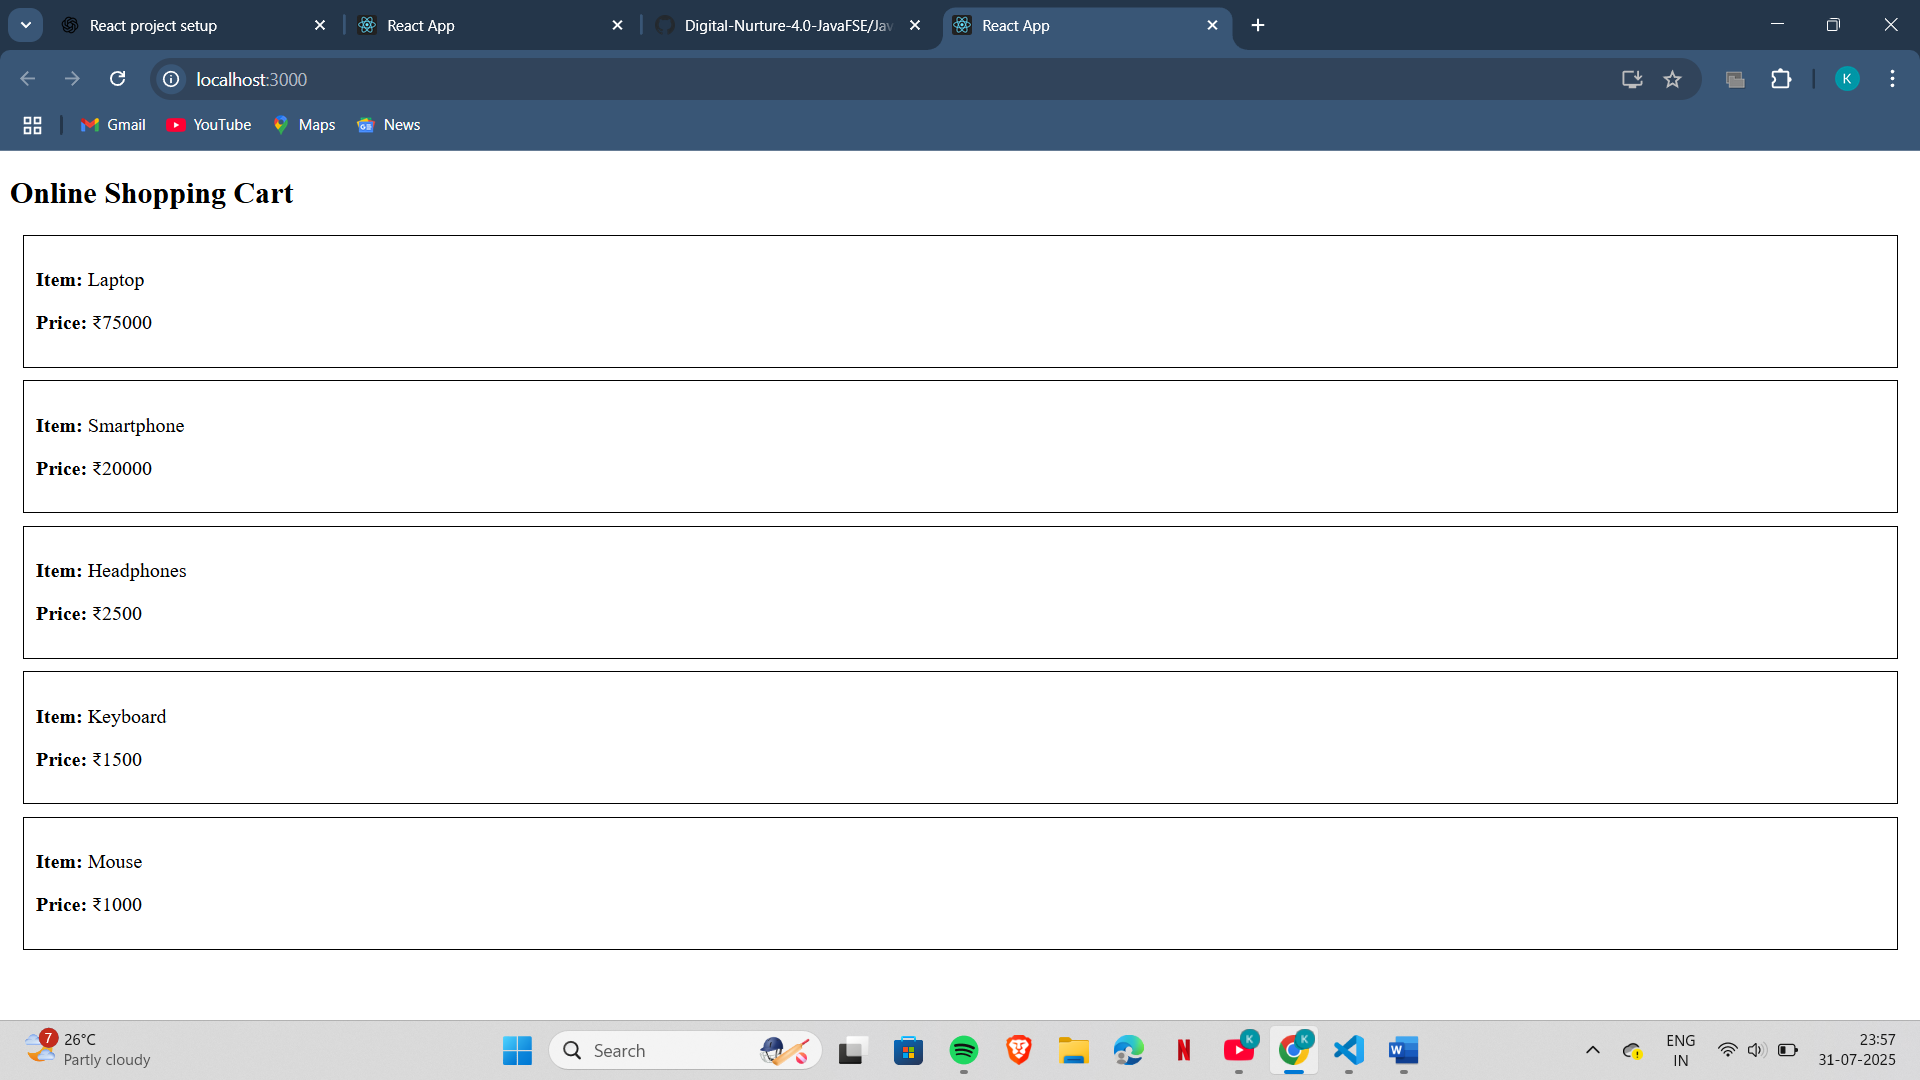 React project setup
React App
Digital-Nurture-4.0-JavaFSE/Jav
React App
localhost:3000
K
Gmail
YouTube
Maps
News
Online Shopping Cart
Item: Laptop
Price: ₹75000
Item: Smartphone
Price: ₹20000
Item: Headphones
Price: ₹2500
Item: Keyboard
Price: ₹1500
Item: Mouse
Price: ₹1000
7
26°C
Partly cloudy
Search
N
K
K
W
ENG
IN
23:57
31-07-2025